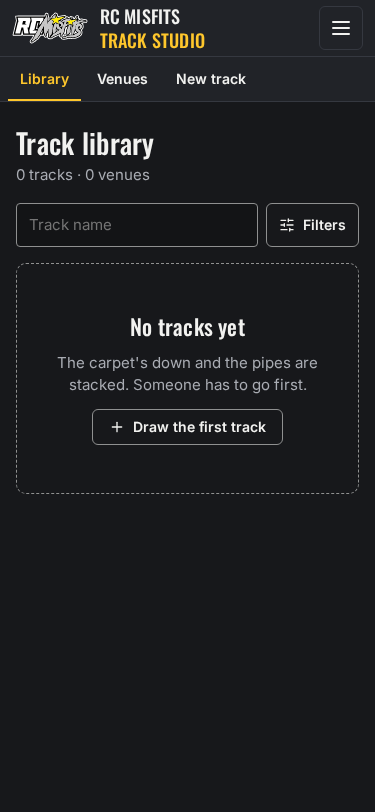 RC Misfits
RC MISFITS
TRACK STUDIO
Library
Venues
New track
Track library
0 tracks · 0 venues
Track name
Filters
No tracks yet
The carpet's down and the pipes are
stacked. Someone has to go first.
Draw the first track